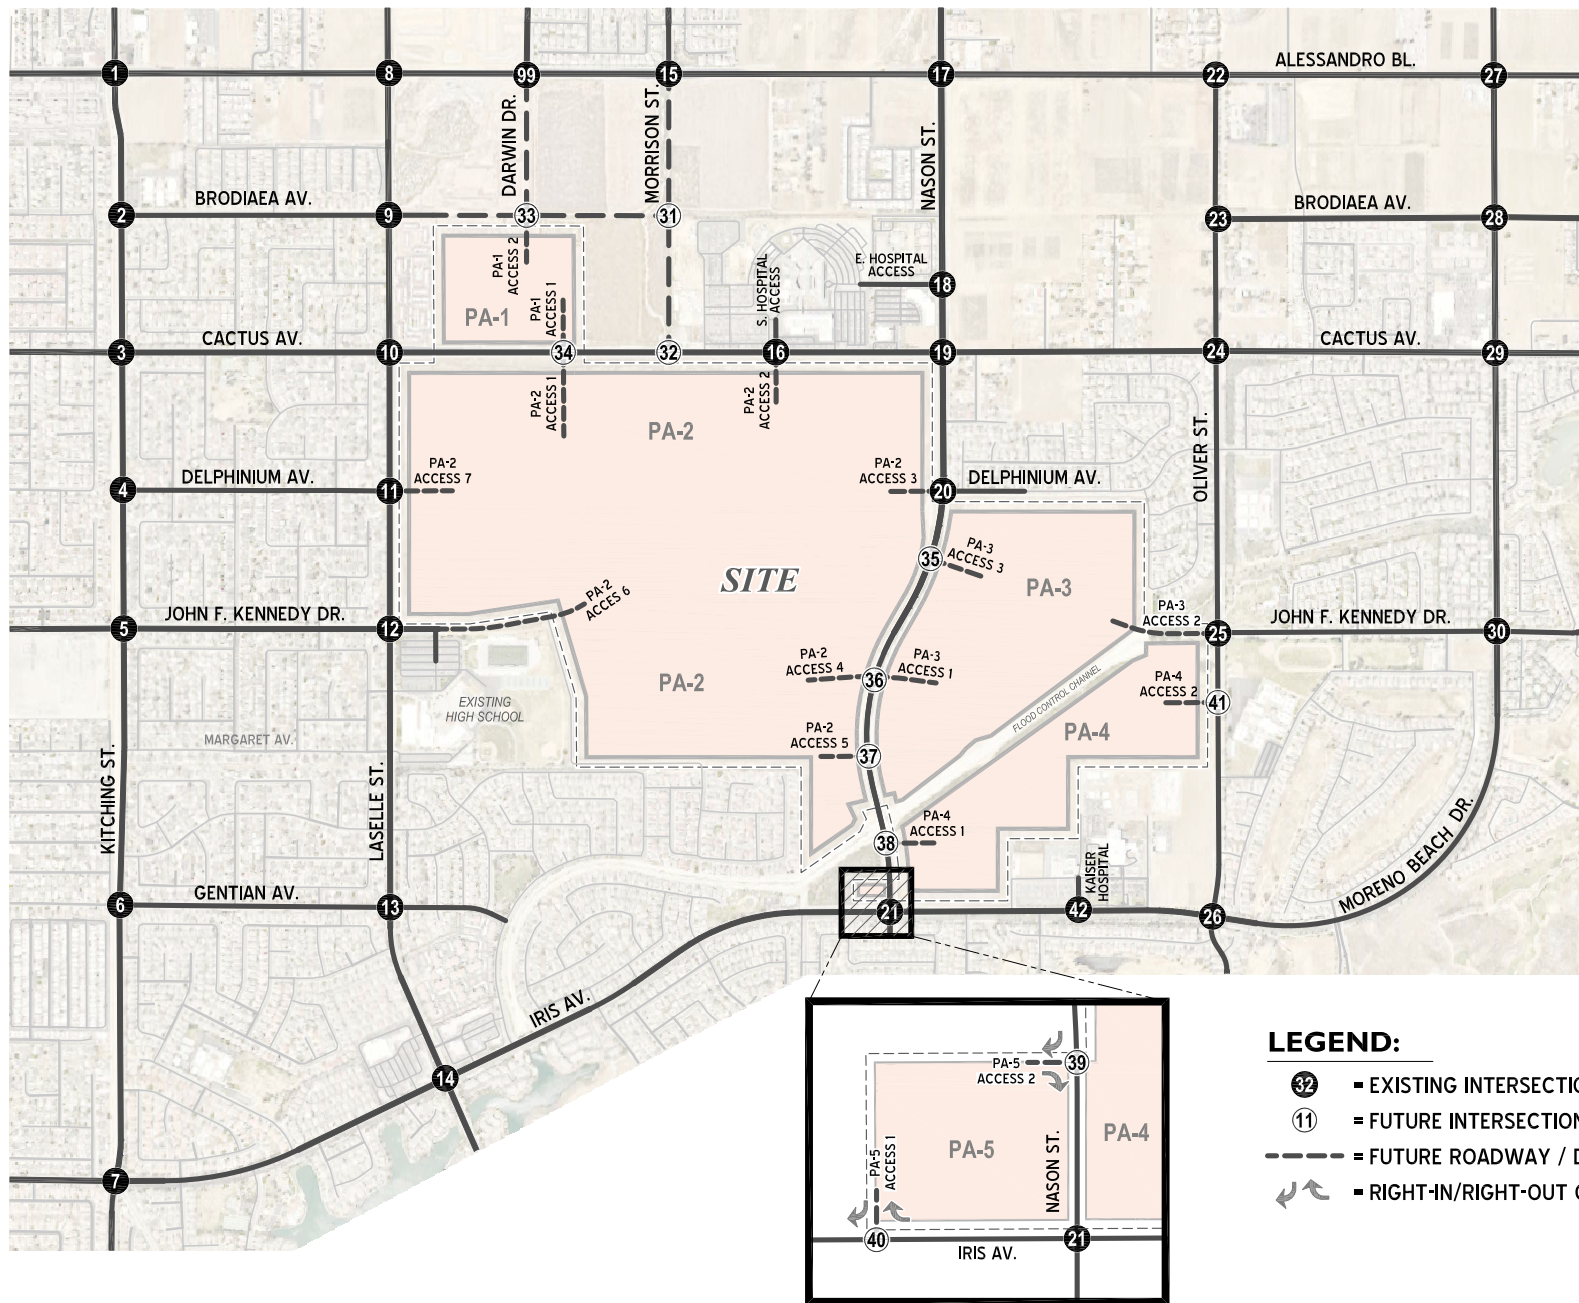 1
8
99
15
17
22
ALESSANDRO BL.
27
DARWIN DR.
MORRISON ST.
NASON ST.
2
BRODIAEA AV.
9
33
31
23
BRODIAEA AV.
28
PA-1
ACCESS 2
E. HOSPITAL
ACCESS
18
S. HOSPITAL
ACCESS
PA-1
PA-1
ACCESS 1
3
CACTUS AV.
10
34
32
16
19
24
CACTUS AV.
29
PA-2
ACCESS 1
PA-2
ACCESS 2
PA-2
OLIVER ST.
4
DELPHINIUM AV.
11
PA-2
ACCESS 7
PA-2
ACCESS 3
20
DELPHINIUM AV.
35
PA-3
ACCESS 3
SITE
PA-3
PA-2
ACCES 6
5
JOHN F. KENNEDY DR.
12
PA-3
ACCESS 2
25
JOHN F. KENNEDY DR.
30
PA-2
ACCESS 4
36
PA-3
ACCESS 1
PA-2
EXISTING
HIGH SCHOOL
FLOOD CONTROL CHANNEL
PA-4
ACCESS 2
41
MARGARET AV.
PA-2
ACCESS 5
37
PA-4
KITCHING ST.
LASELLE ST.
PA-4
ACCESS 1
38
MORENO BEACH DR.
KAISER
HOSPITAL
6
GENTIAN AV.
13
21
42
26
IRIS AV.
14
7
PA-5
ACCESS 2
39
PA-5
PA-4
PA-5
ACCESS 1
NASON ST.
40
IRIS AV.
21
LEGEND:
32 = EXISTING INTERSECTIO
11 = FUTURE INTERSECTION
= FUTURE ROADWAY / D
= RIGHT-IN/RIGHT-OUT